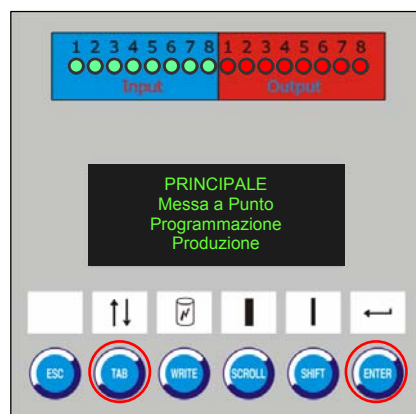 1 2 3 4 5 6 7 8 1 2 3 4 5 6 7 8
Input Output
PRINCIPALE
Messa a Punto
Programmazione
Produzione
ESC TAB WRITE SCROLL SHIFT ENTER